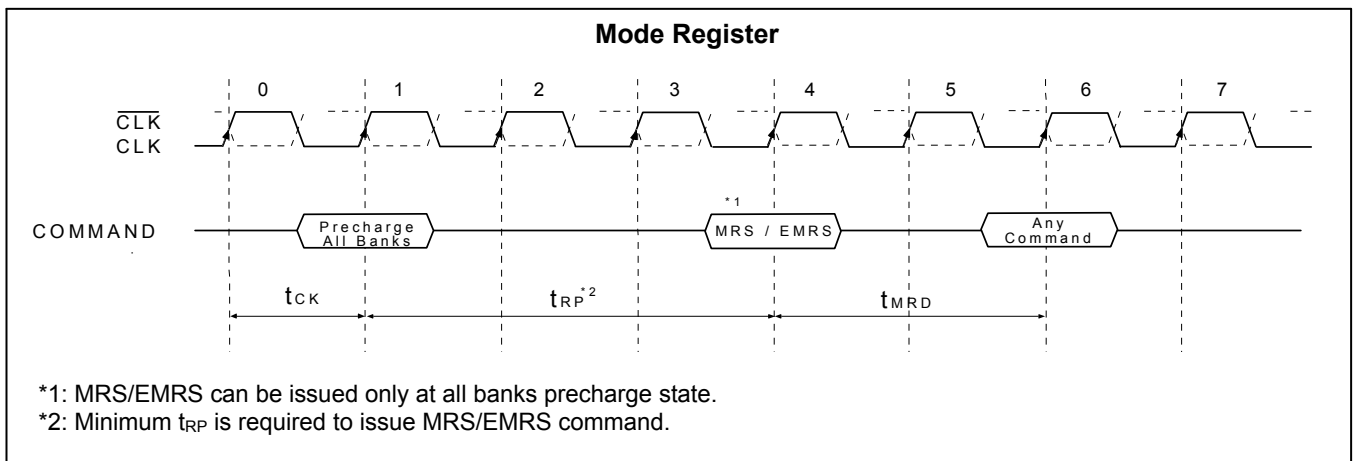 Mode Register
0 1 2 3 4 5 6 7
CLK
CLK
COMMAND
Precharge
All Banks
*1
MRS / EMRS
Any
Command
.
tCK
tRP*2
tMRD
*1: MRS/EMRS can be issued only at all banks precharge state.
*2: Minimum tRP is required to issue MRS/EMRS command.